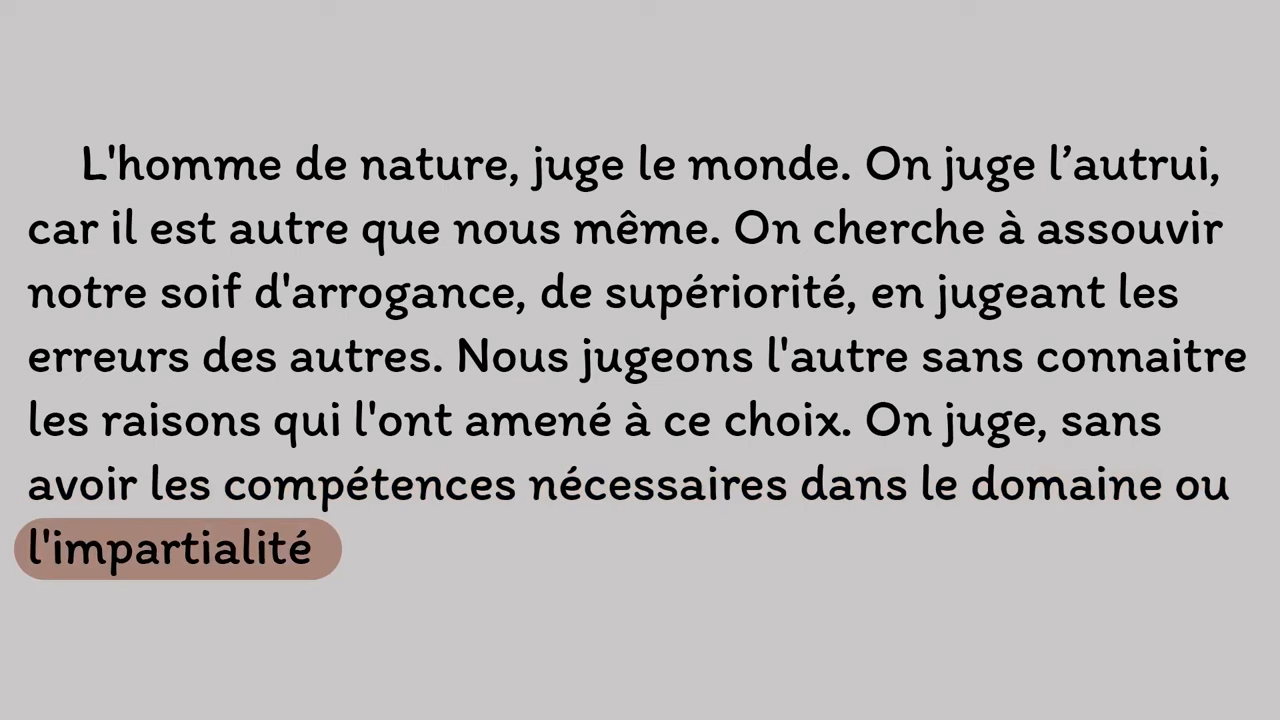 L'homme de nature, juge le monde. On juge l’autrui,
car il est autre que nous même. On cherche à assouvir
notre soif d'arrogance, de supériorité, en jugeant les
erreurs des autres. Nous jugeons l'autre sans connaitre
les raisons qui l'ont amené à ce choix. On juge, sans
avoir les compétences nécessaires dans le domaine ou
l'impartialité